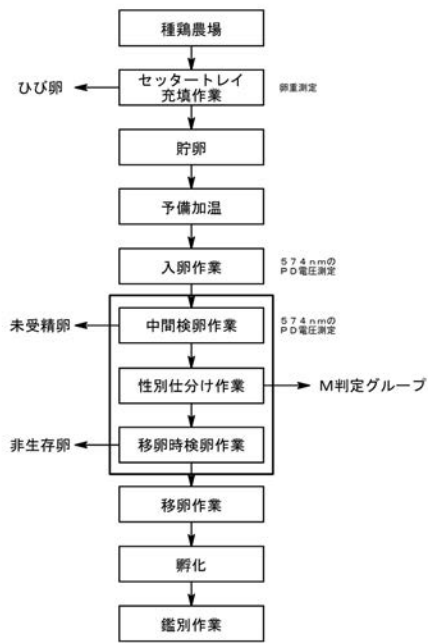 種鶏農場
ひび卵
セッタートレイ
充填作業
卵重測定
貯卵
予備加温
入卵作業
574nmの
PD電圧測定
未受精卵
中間検卵作業
574nmの
PD電圧測定
性別仕分け作業
M判定グループ
非生存卵
移卵時検卵作業
移卵作業
孵化
鑑別作業